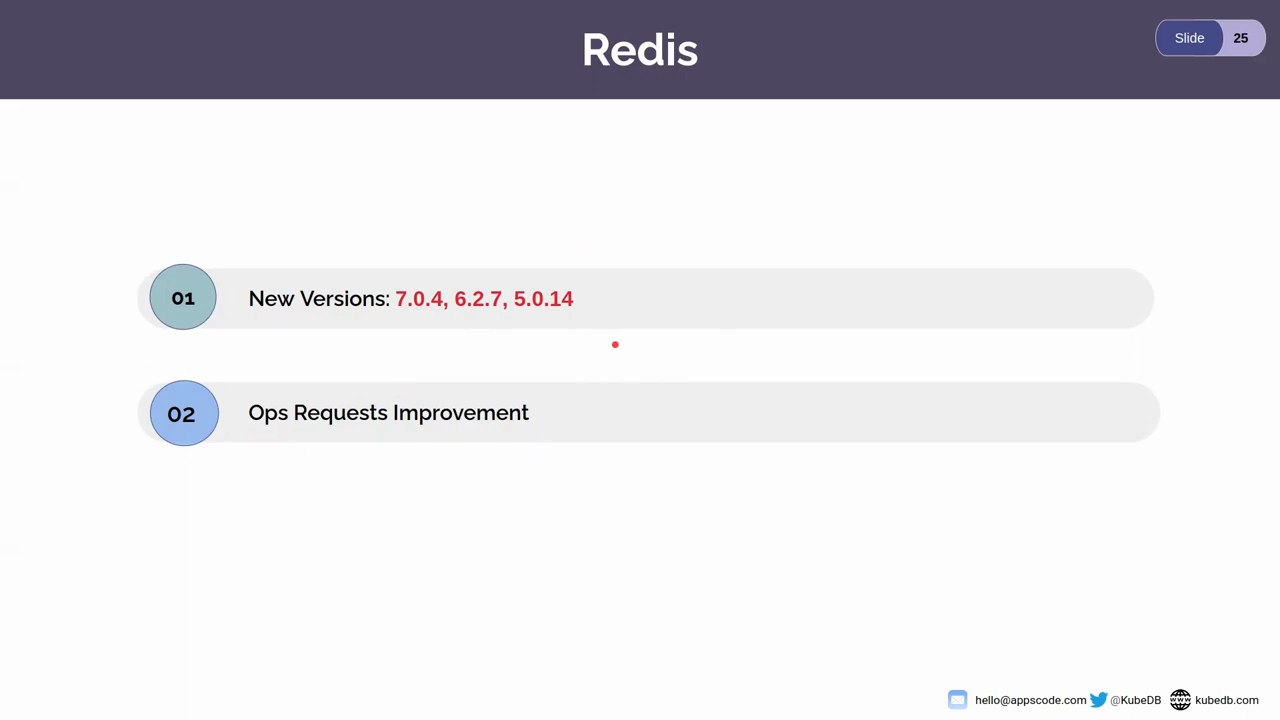 Redis
Slide 25
01 New Versions: 7.0.4, 6.2.7, 5.0.14
02 Ops Requests Improvement
hello@appscode.com @KubeDB www kubedb.com